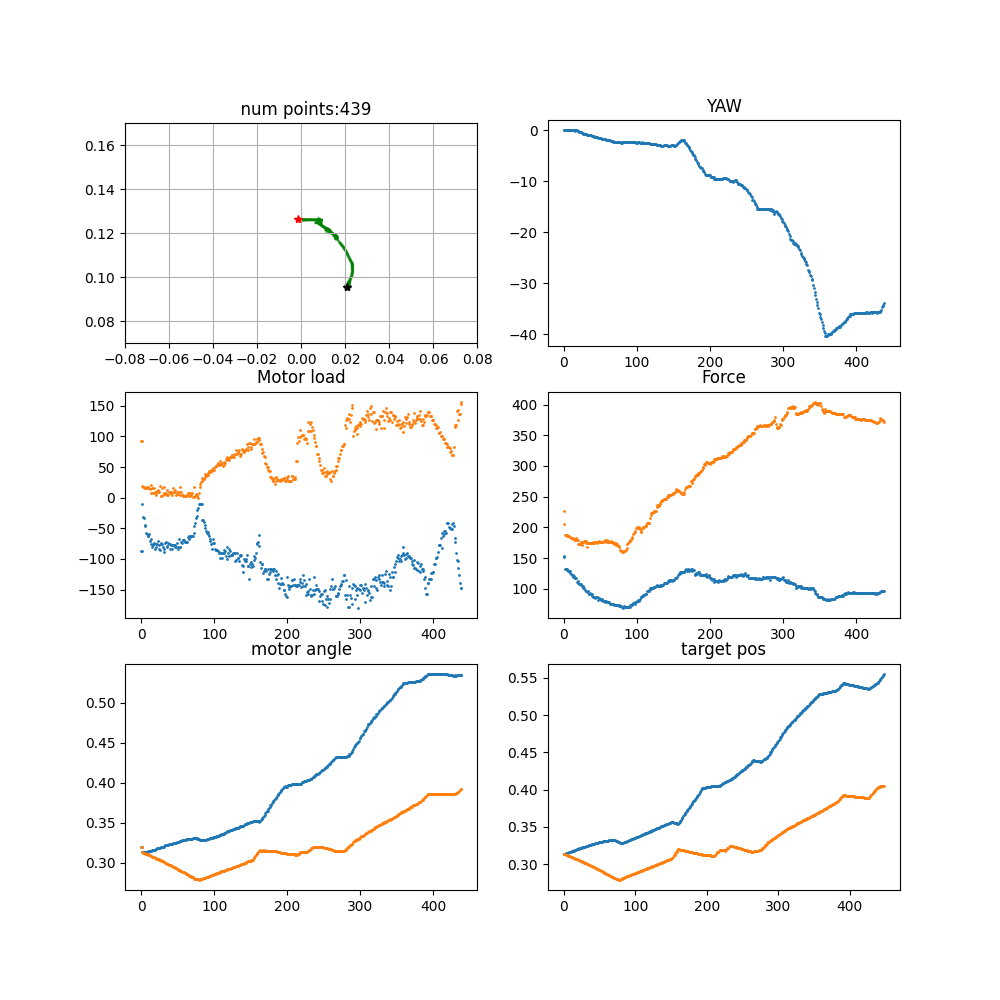 num points:439
YAW
0.16
0.14
0.12
0.10
0.08
−0.08 −0.06 −0.04 −0.02 0.00 0.02 0.04 0.06 0.08
0
−10
−20
−30
−40
0 100 200 300 400
Motor load
Force
150
100
50
0
−50
−100
−150
0 100 200 300 400
400
350
300
250
200
150
100
0 100 200 300 400
motor angle
target pos
0.50
0.45
0.40
0.35
0.30
0 100 200 300 400
0.55
0.50
0.45
0.40
0.35
0.30
0 100 200 300 400